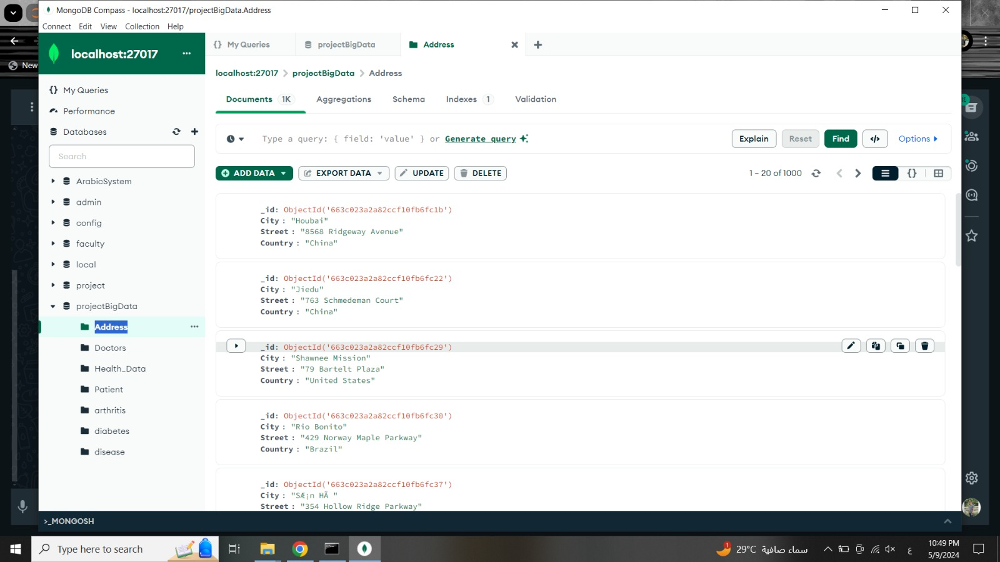 MongoDB Compass - localhost:27017/projectBigData.Address
Connect Edit View Collection Help
localhost:27017
My Queries
projectBigData
Address
New
localhost:27017 > projectBigData > Address
My Queries
Performance
Databases
Search
ArabicSystem
admin
config
faculty
local
project
projectBigData
Address
Doctors
Health_Data
Patient
arthritis
diabetes
disease
Documents 1K Aggregations Schema Indexes 1 Validation
Type a query: { field: 'value' } or Generate query
Explain Reset Find </> Options
ADD DATA EXPORT DATA UPDATE DELETE
1 – 20 of 1000
_id: ObjectId('663c023a2a82ccf10fb6fc1b')
City : "Houbai"
Street : "8568 Ridgeway Avenue"
Country : "China"
_id: ObjectId('663c023a2a82ccf10fb6fc22')
City : "Jiedu"
Street : "763 Schmedeman Court"
Country : "China"
_id: ObjectId('663c023a2a82ccf10fb6fc29')
City : "Shawnee Mission"
Street : "79 Bartelt Plaza"
Country : "United States"
_id: ObjectId('663c023a2a82ccf10fb6fc30')
City : "Rio Bonito"
Street : "429 Norway Maple Parkway"
Country : "Brazil"
_id: ObjectId('663c023a2a82ccf10fb6fc37')
City : "SÆ¡n HÃ "
Street : "354 Hollow Ridge Parkway"
>_MONGOSH
Type here to search
1
29°C سماء صافية
ع
10:49 PM
5/9/2024